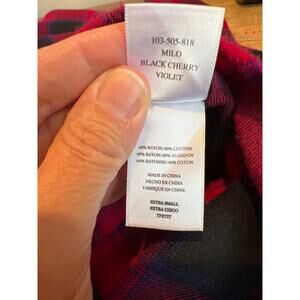 103-505-818
MILO
BLACK CHERRY
VIOLET
60% RAYON/40% COTTON
60% RAYON/40% ALGODÓN
60% RAYONNE/40% COTON
MADE IN CHINA
HECHO EN CHINA
FABRIQUÉ EN CHINE
EXTRA SMALL
EXTRA CHICO